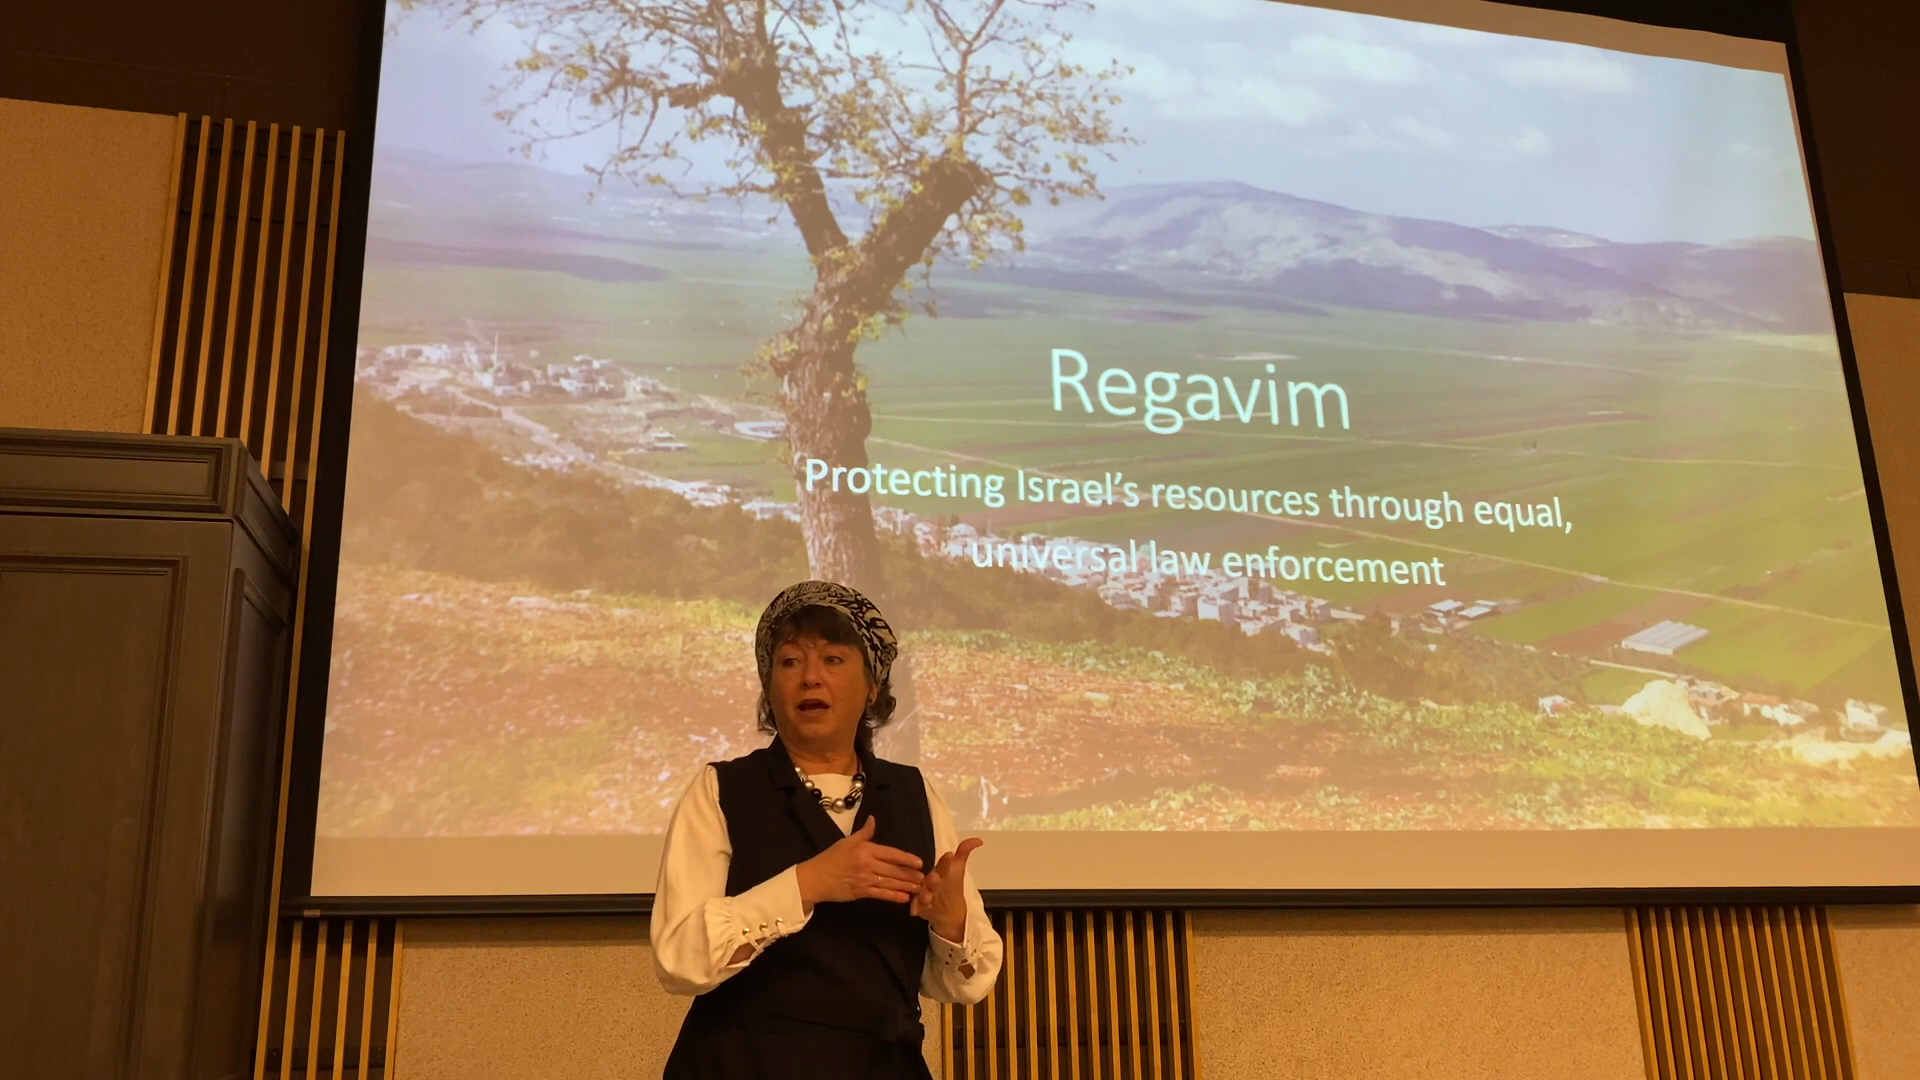 Regavim
Protecting Israel's resources through equal,
universal law enforcement